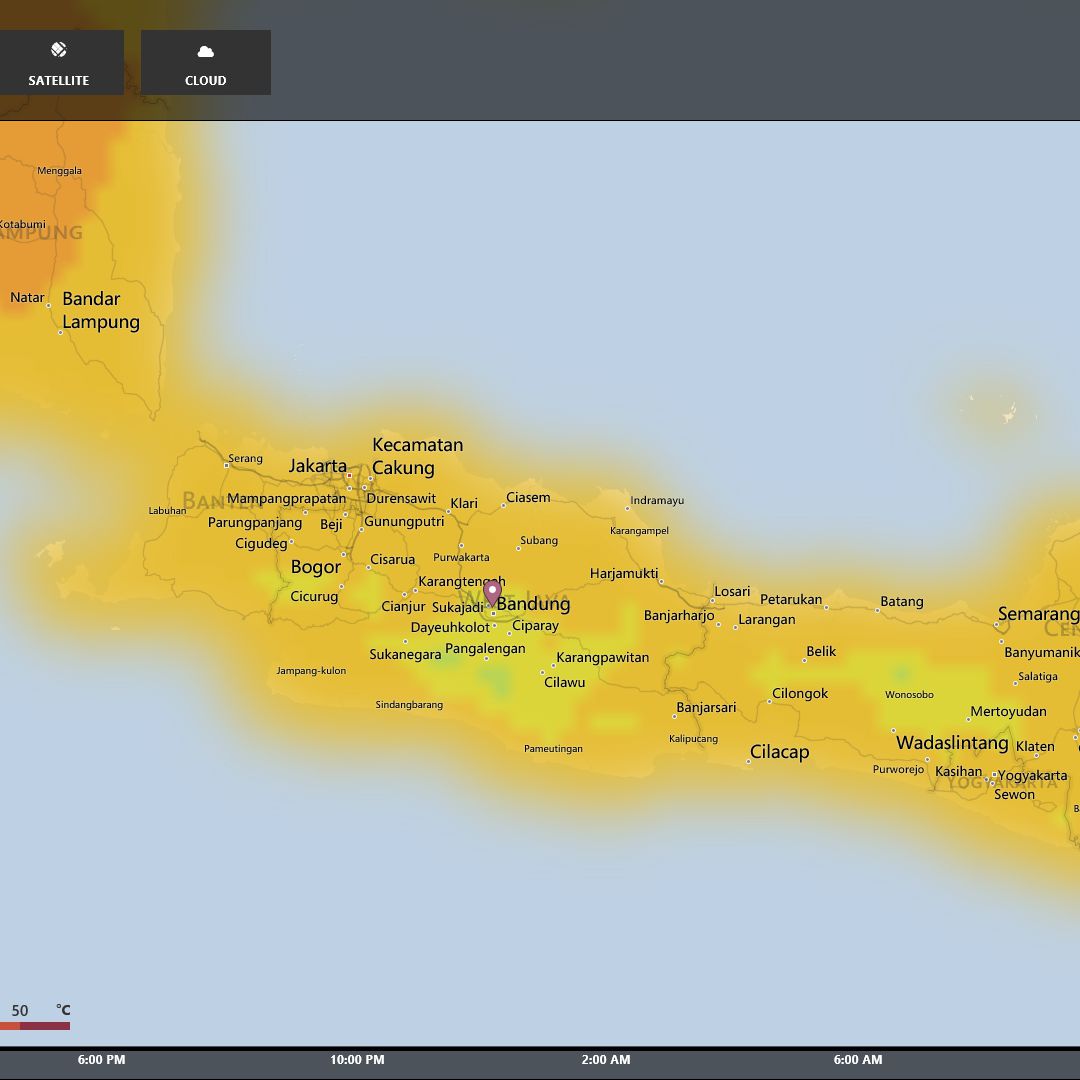 SATELLITE
CLOUD
Menggala
Kotabumi
AMPUNG
Natar
Bandar
Lampung
Kecamatan
Cakung
Serang
Jakarta
BANTEN
Mampangprapatan
Durensawit
Klari
Ciasem
Indramayu
Labuhan
Parungpanjang
Beji
Gunungputri
Karangampel
Cigudeg
Subang
Cisarua
Purwakarta
Bogor
Harjamukti
Karangtengah
Losari
Cicurug
WEST JAVA
Petarukan
Batang
Cianjur
Sukajadi
Bandung
Semarang
Banjarharjo
Larangan
Dayeuhkolot
Ciparay
Sukanegara
Pangalengan
Karangpawitan
Belik
Banyumanik
Jampang-kulon
Cilawu
Salatiga
Cilongok
Wonosobo
Sindangbarang
Banjarsari
Mertoyudan
Kalipucang
Pameutingan
Cilacap
Wadaslintang
Klaten
Purworejo
Kasihan
Yogyakarta
YOGYAKARTA
Sewon
50 °C
6:00 PM 10:00 PM 2:00 AM 6:00 AM